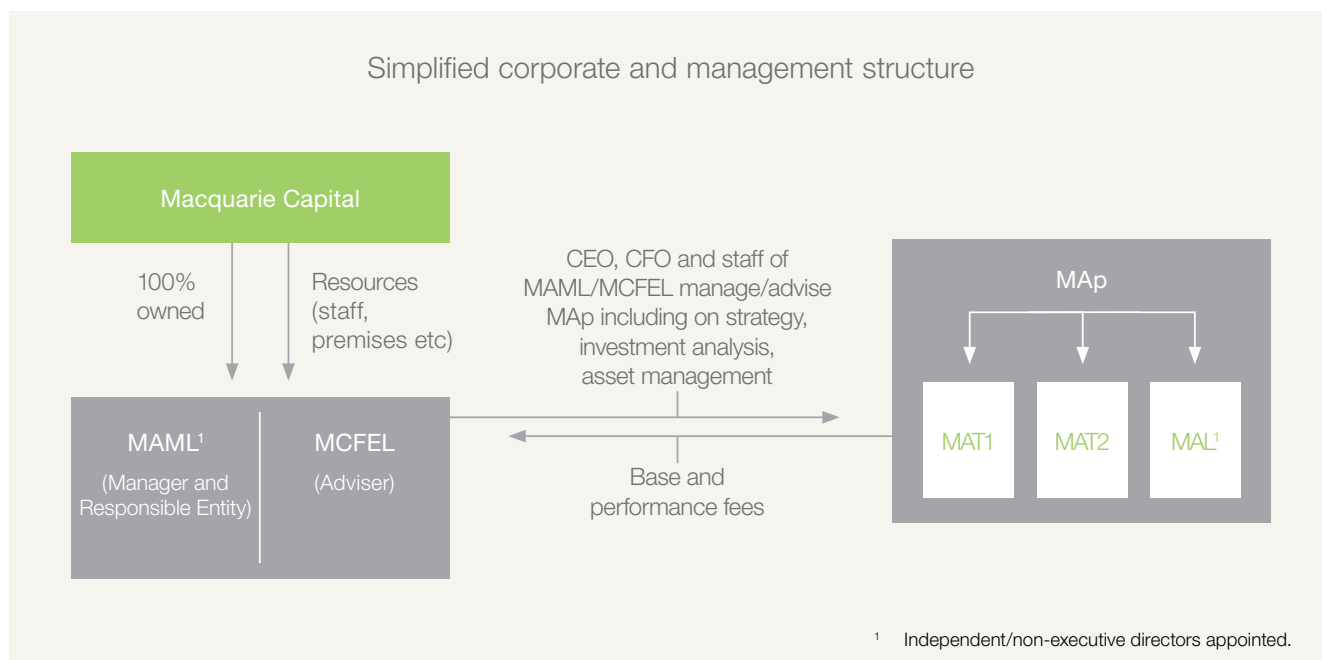 Simplified corporate and management structure
Macquarie Capital
100%
owned
Resources
(staff,
premises etc)
CEO, CFO and staff of
MAML/MCFEL manage/advise
MAp including on strategy,
investment analysis,
asset management
MAp
MAT1
MAT2
MAL¹
MAML¹
(Manager and
Responsible Entity)
MCFEL
(Adviser)
Base and
performance fees
¹ Independent/non-executive directors appointed.